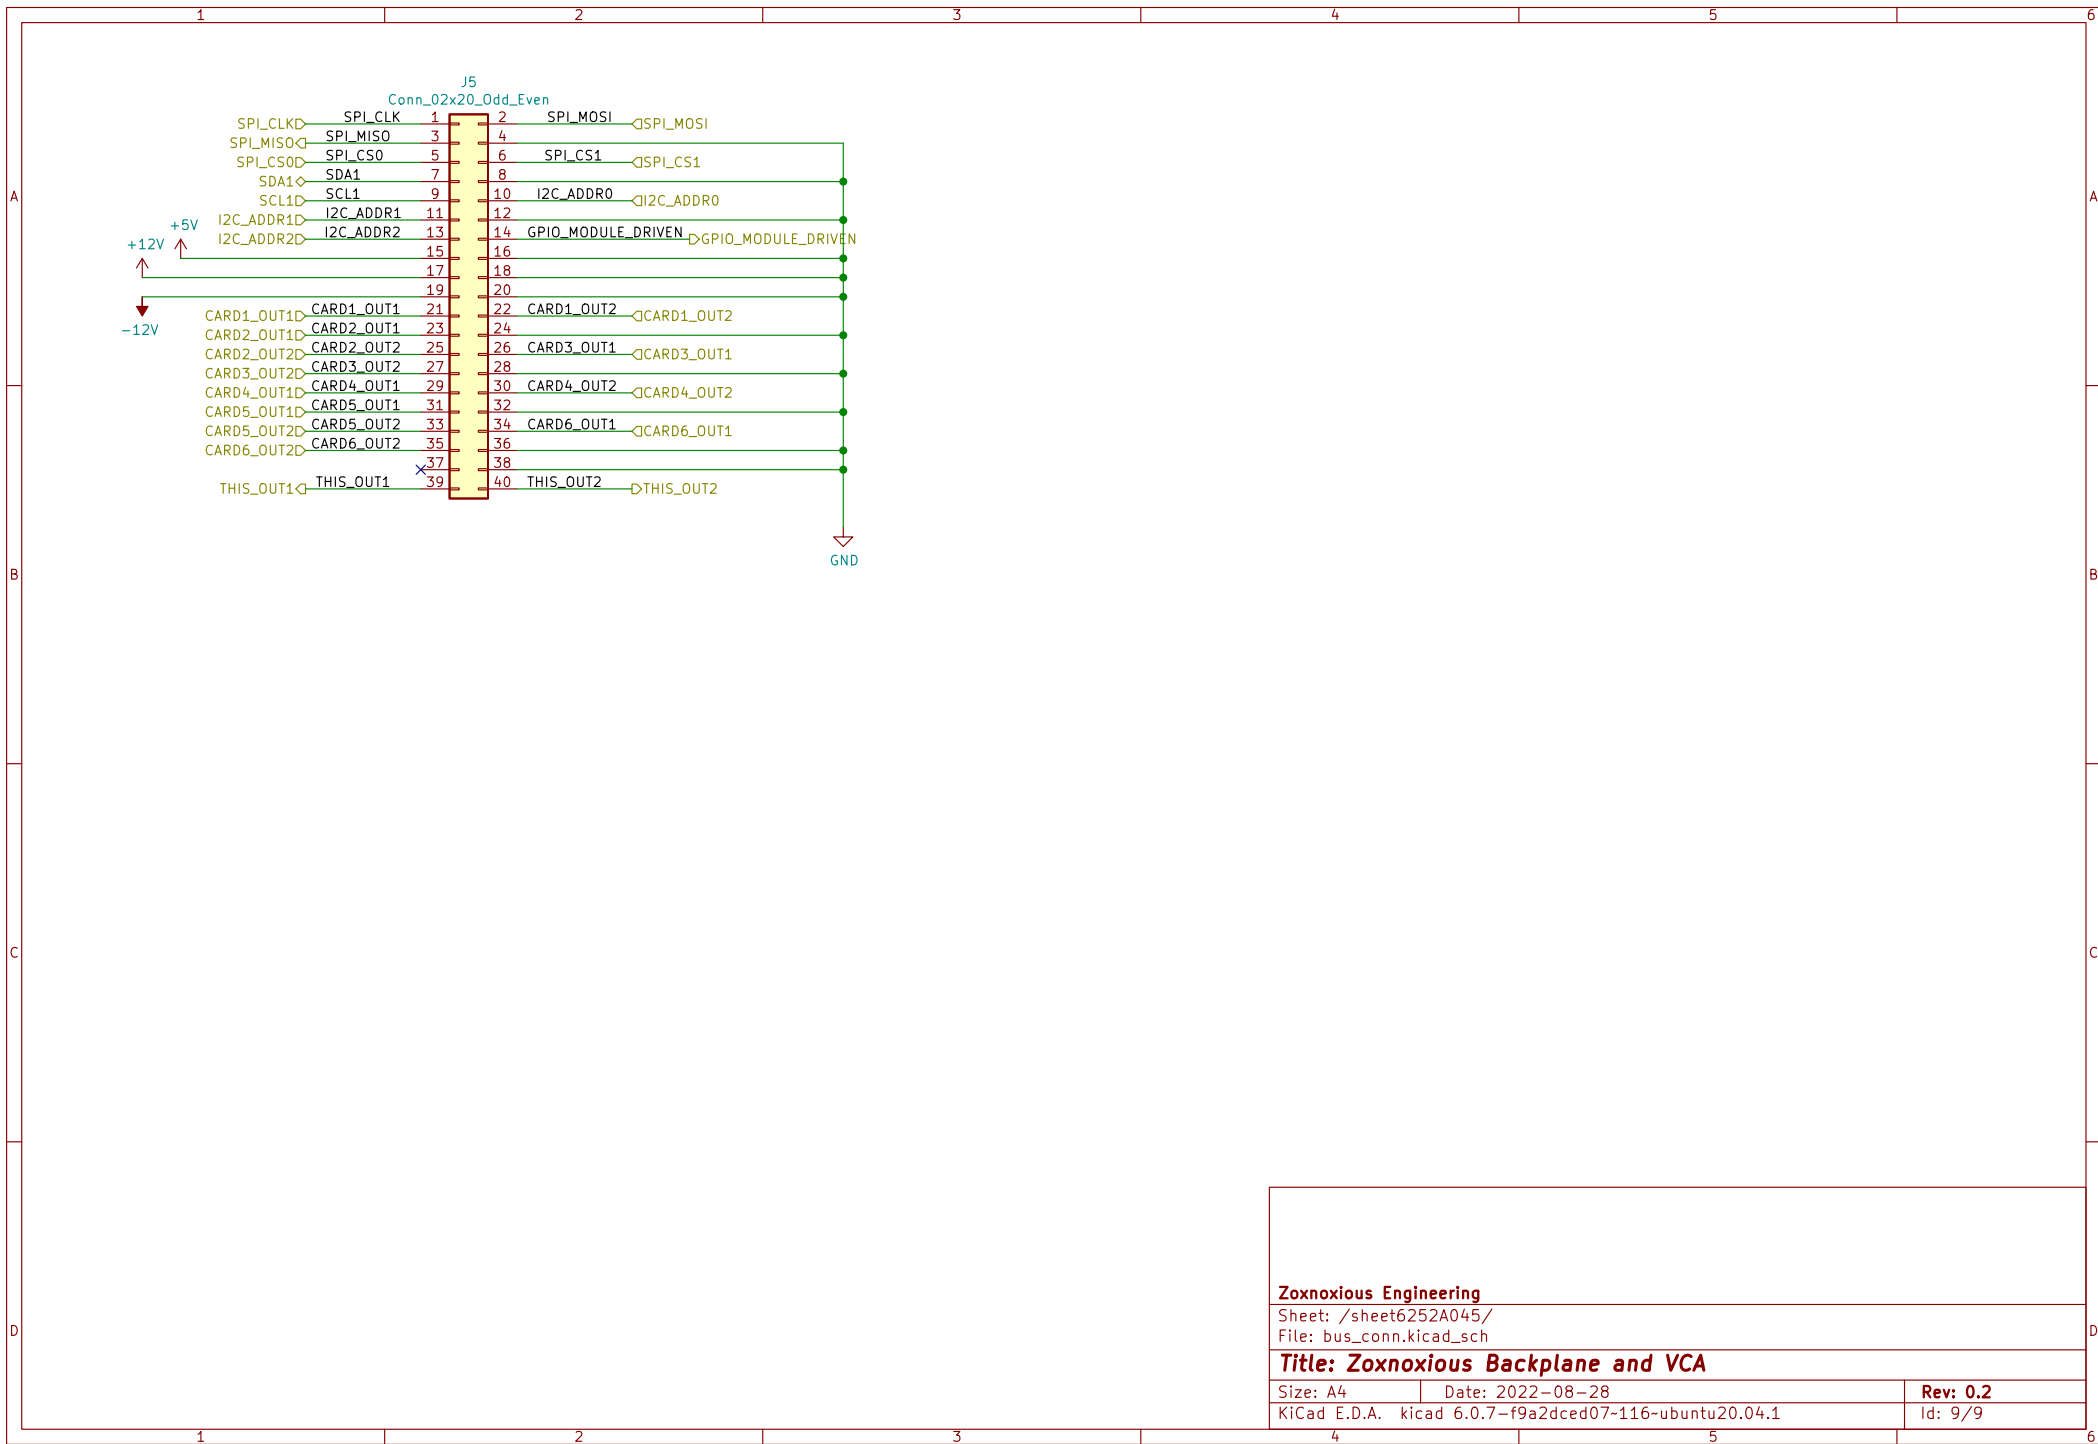 1 2 3 4 5 6
J5
Conn_02x20_Odd_Even
SPI_CLK SPI_CLK 1 2 SPI_MOSI SPI_MOSI
SPI_MISO SPI_MISO 3 4
SPI_CS0 SPI_CS0 5 6 SPI_CS1 SPI_CS1
SDA1 SDA1 7 8
A SCL1 SCL1 9 10 I2C_ADDR0 I2C_ADDR0 A
I2C_ADDR1 I2C_ADDR1 11 12
+5V
I2C_ADDR2 I2C_ADDR2 13 14 GPIO_MODULE_DRIVEN GPIO_MODULE_DRIVEN
+12V
15 16
17 18
19 20
CARD1_OUT1 CARD1_OUT1 21 22 CARD1_OUT2 CARD1_OUT2
-12V
CARD2_OUT1 CARD2_OUT1 23 24
CARD2_OUT2 CARD2_OUT2 25 26 CARD3_OUT1 CARD3_OUT1
CARD3_OUT2 CARD3_OUT2 27 28
CARD4_OUT1 CARD4_OUT1 29 30 CARD4_OUT2 CARD4_OUT2
CARD5_OUT1 CARD5_OUT1 31 32
CARD5_OUT2 CARD5_OUT2 33 34 CARD6_OUT1 CARD6_OUT1
CARD6_OUT2 CARD6_OUT2 35 36
37 38
THIS_OUT1 THIS_OUT1 39 40 THIS_OUT2 THIS_OUT2
GND
B B
C C
Zoxnoxious Engineering
Sheet: /sheet6252A045/
D D
File: bus_conn.kicad_sch
Title: Zoxnoxious Backplane and VCA
Size: A4 Date: 2022-08-28 Rev: 0.2
KiCad E.D.A. kicad 6.0.7-f9a2dced07~116~ubuntu20.04.1 Id: 9/9
1 2 3 4 5 6